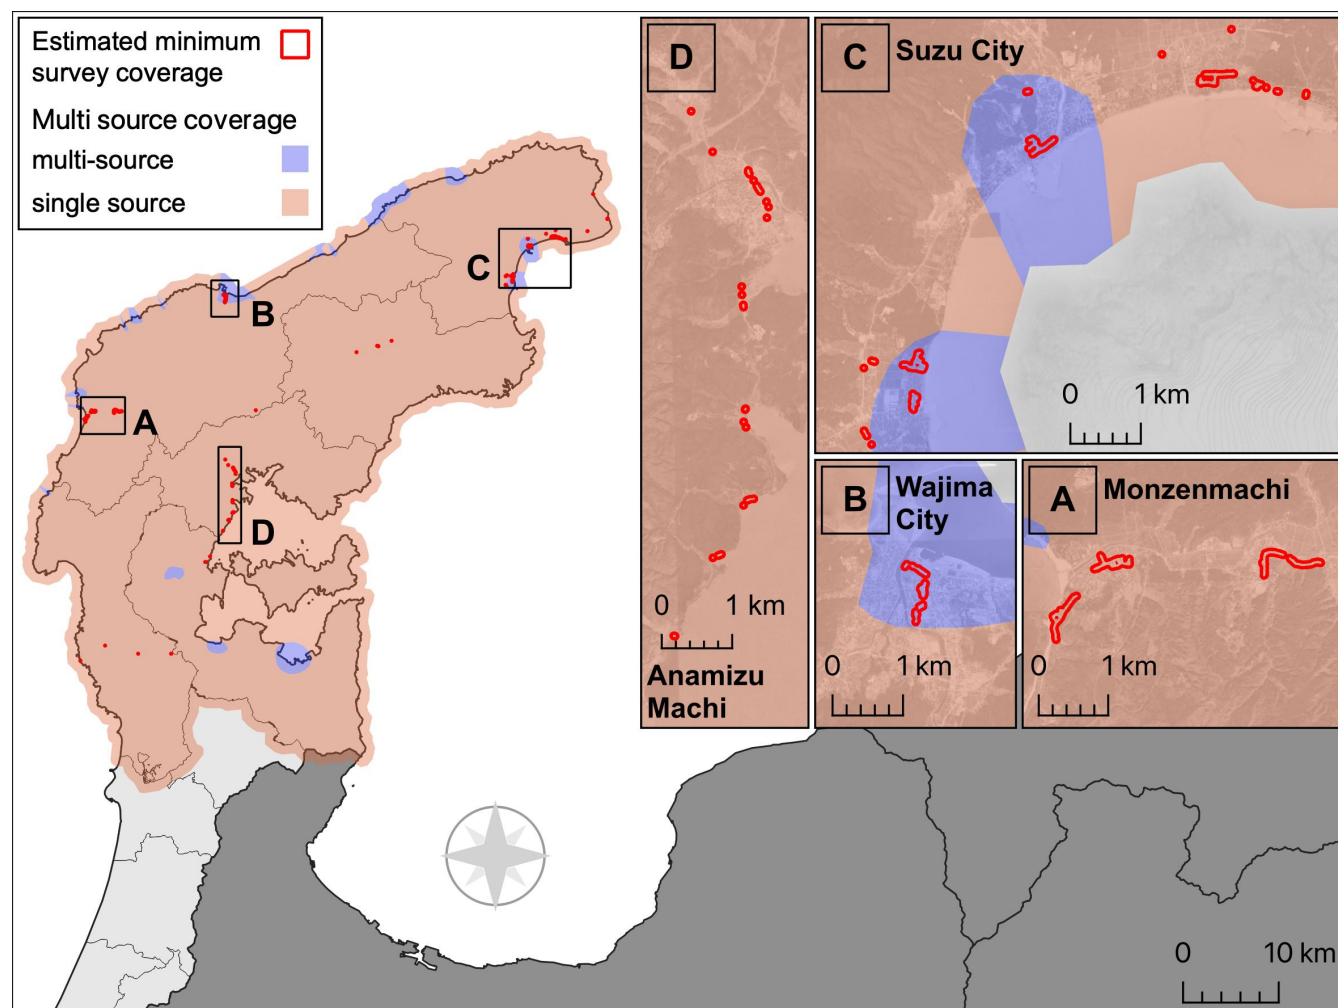 Estimated minimum
survey coverage
Multi source coverage
multi-source
single source
A
B
C
D
D
0 1 km
Anamizu
Machi
C Suzu City
0 1 km
B Wajima
City
0 1 km
A Monzenmachi
0 1 km
0 10 km